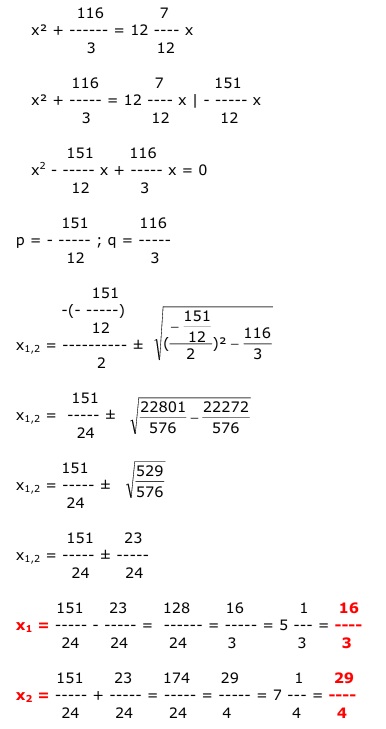 116 7
x² + ------ = 12 ---- x
3 12
116 7 151
x² + ----- = 12 ---- x | - ----- x
3 12 12
151 116
x² - ----- x + ----- x = 0
12 3
151 116
p = - ----- ; q = -----
12 3
151
-(- -----)
12
x1,2 = ---------- ± √((− 151/12 / 2)² − 116/3)
2
151
x1,2 = ----- ± √(22801/576 − 22272/576)
24
151
x1,2 = ----- ± √(529/576)
24
151 23
x1,2 = ----- ± -----
24 24
151 23 128 16 1 16
x1 = ----- - ----- = ------ = ----- = 5 --- = ----
24 24 24 3 3 3
151 23 174 29 1 29
x2 = ----- + ----- = ----- = ---- = 7 --- = ----
24 24 24 4 4 4